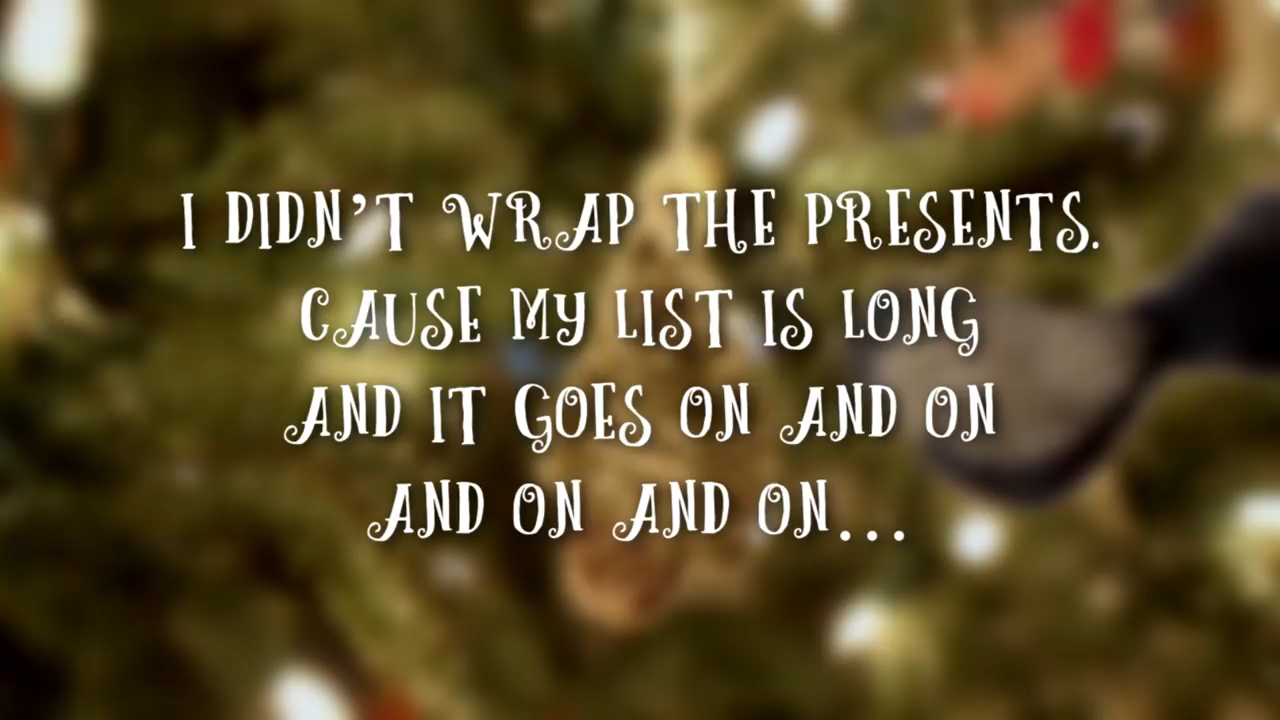 I DIDN'T WRAP THE PRESENTS.
CAUSE MY LIST IS LONG
AND IT GOES ON AND ON
AND ON AND ON...